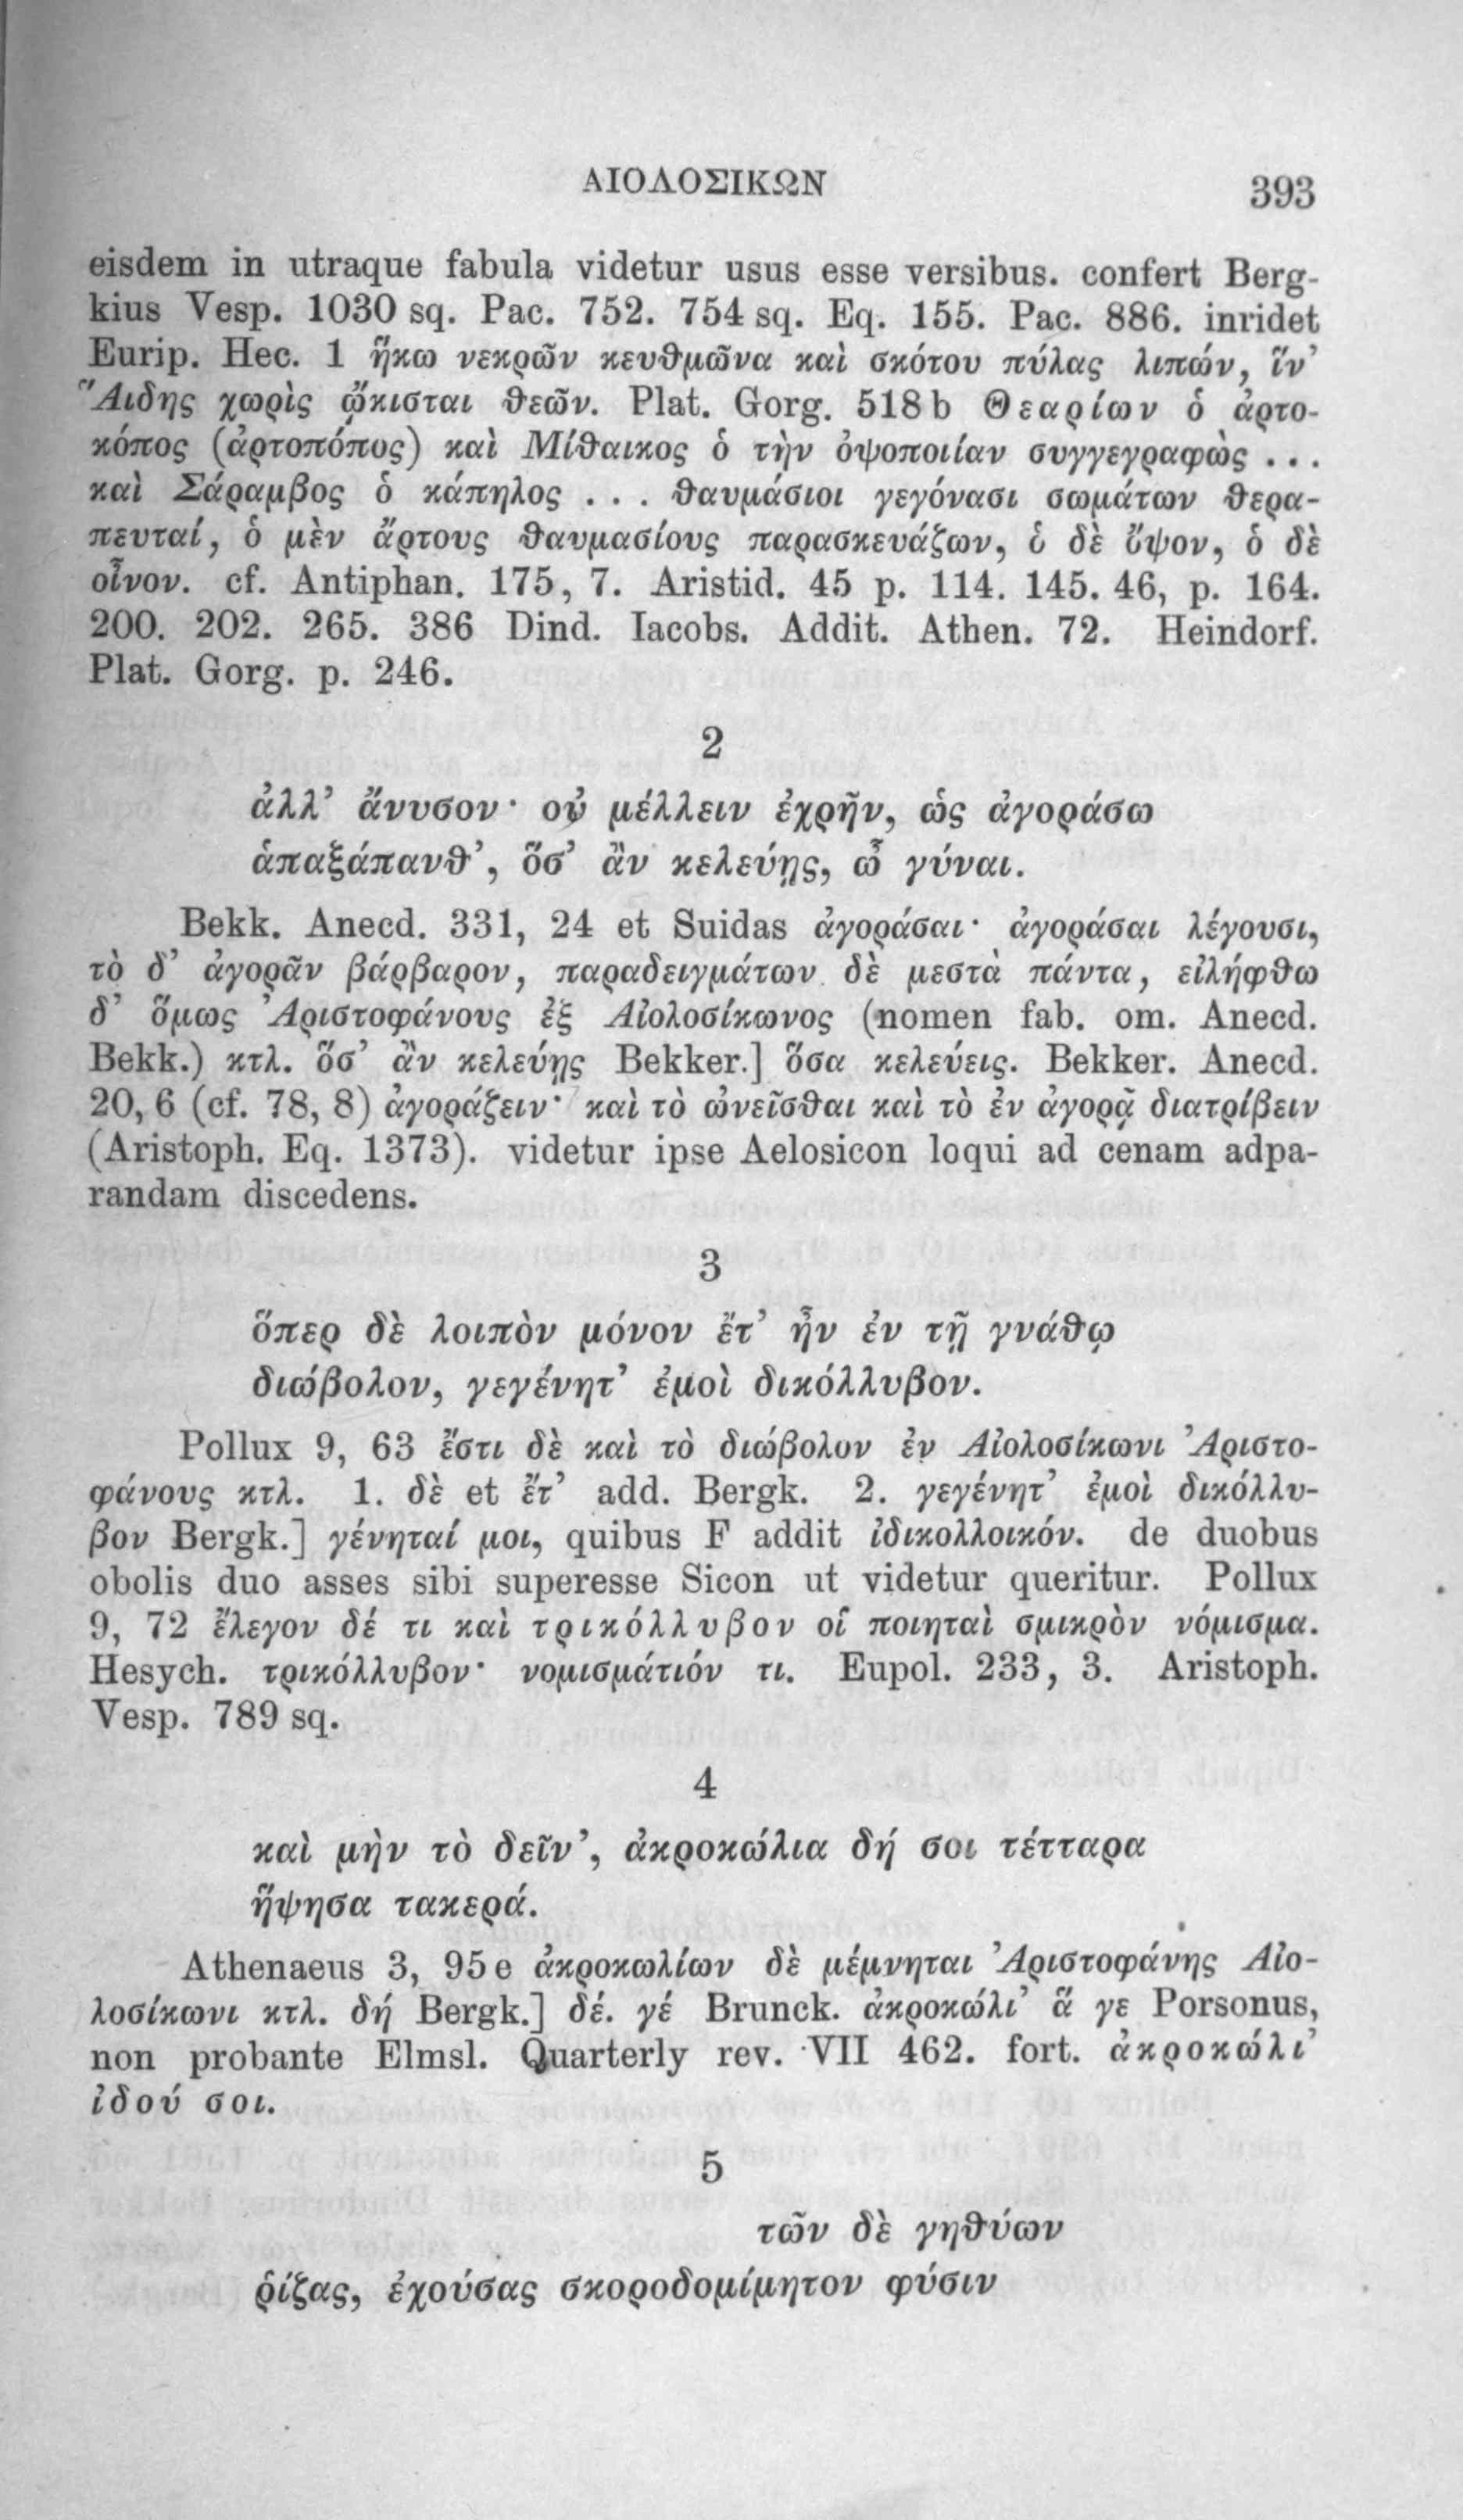 ΑΙΟΛΟΣΙΚΩΝ 393
eisdem in utraque fabula videtur usus esse versibus. confert Berg-
kius Vesp. 1030 sq. Pac. 752. 754 sq. Eq. 155. Pac. 886. inridet
Eurip. Hec. 1 ἥκω νεκρῶν κευθμῶνα καὶ σκότου πύλας λιπών, ἵν’
Ἅιδης χωρὶς ᾤκισται θεῶν. Plat. Gorg. 518 b Θεαρίων ὁ ἀρτο-
κόπος (ἀρτοπόπος) καὶ Μίθαικος ὁ τὴν ὀψοποιίαν συγγεγραφὼς ...
καὶ Σάραμβος ὁ κάπηλος ... θαυμάσιοι γεγόνασι σωμάτων θερα-
πευταί, ὁ μὲν ἄρτους θαυμασίους παρασκευάζων, ὁ δὲ ὄψον, ὁ δὲ
οἶνον. cf. Antiphan. 175, 7. Aristid. 45 p. 114. 145. 46, p. 164.
200. 202. 265. 386 Dind. Iacobs. Addit. Athen. 72. Heindorf.
Plat. Gorg. p. 246.
2
ἀλλ’ ἄνυσον· οὐ μέλλειν ἐχρῆν, ὡς ἀγοράσω
ἁπαξάπανθ’, ὅσ’ ἂν κελεύῃς, ὦ γύναι.
Bekk. Anecd. 331, 24 et Suidas ἀγοράσαι· ἀγοράσαι λέγουσι,
τὸ δ’ ἀγορᾶν βάρβαρον, παραδειγμάτων δὲ μεστὰ πάντα, εἰλήφθω
δ’ ὅμως Ἀριστοφάνους ἐξ Αἰολοσίκωνος (nomen fab. om. Anecd.
Bekk.) κτλ. ὅσ’ ἂν κελεύῃς Bekker.] ὅσα κελεύεις. Bekker. Anecd.
20, 6 (cf. 78, 8) ἀγοράζειν· καὶ τὸ ὠνεῖσθαι καὶ τὸ ἐν ἀγορᾷ διατρίβειν
(Aristoph. Eq. 1373). videtur ipse Aelosicon loqui ad cenam adpa-
randam discedens.
3
ὅπερ δὲ λοιπὸν μόνον ἔτ’ ἦν ἐν τῇ γνάθῳ
διώβολον, γεγένητ’ ἐμοὶ δικόλλυβον.
Pollux 9, 63 ἔστι δὲ καὶ τὸ διώβολον ἐν Αἰολοσίκωνι Ἀριστο-
φάνους κτλ. 1. δὲ et ἔτ’ add. Bergk. 2. γεγένητ’ ἐμοὶ δικόλλυ-
βον Bergk.] γένηταί μοι, quibus F addit ἰδικολλοικόν. de duobus
obolis duo asses sibi superesse Sicon ut videtur queritur. Pollux
9, 72 ἔλεγον δέ τι καὶ τρικόλλυβον οἱ ποιηταὶ σμικρὸν νόμισμα.
Hesych. τρικόλλυβον· νομισμάτιόν τι. Eupol. 233, 3. Aristoph.
Vesp. 789 sq.
4
καὶ μὴν τὸ δεῖν’, ἀκροκώλια δή σοι τέτταρα
ἥψησα τακερά.
Athenaeus 3, 95 e ἀκροκωλίων δὲ μέμνηται Ἀριστοφάνης Αἰο-
λοσίκωνι κτλ. δή Bergk.] δέ. γέ Brunck. ἀκροκώλι’ ἅ γε Porsonus,
non probante Elmsl. Quarterly rev. VII 462. fort. ἀκροκώλι’
ἰδού σοι.
5
τῶν δὲ γηθύων
ῥίζας, ἐχούσας σκοροδομίμητον φύσιν